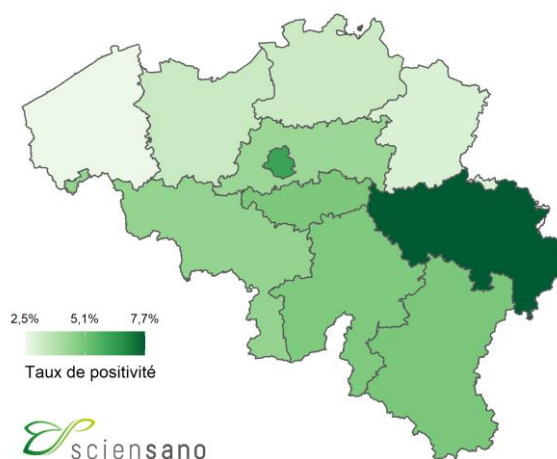 2,5% 5,1% 7,7%
Taux de positivité
sciensano